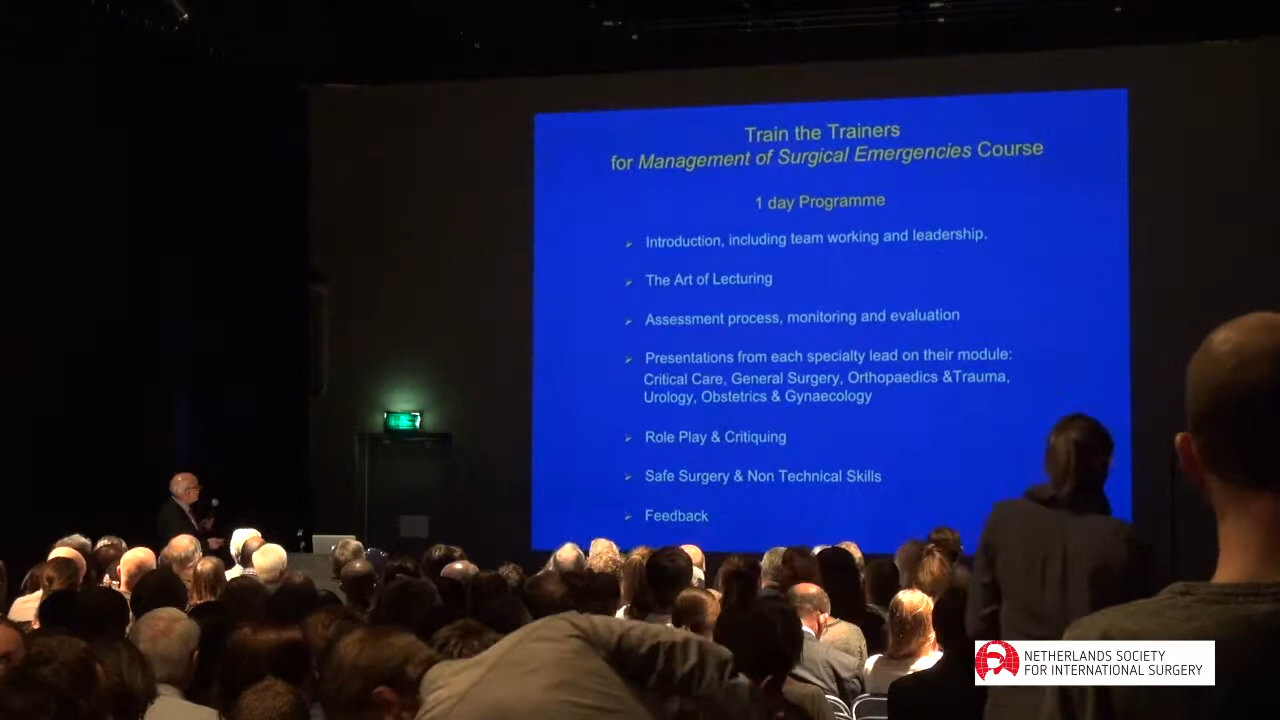 Train the Trainers
for Management of Surgical Emergencies Course
1 day Programme
Introduction, including team working and leadership.
The Art of Lecturing
Assessment process, monitoring and evaluation
Presentations from each specialty lead on their module:
Critical Care, General Surgery, Orthopaedics &Trauma,
Urology, Obstetrics & Gynaecology
Role Play & Critiquing
Safe Surgery & Non Technical Skills
Feedback
NETHERLANDS SOCIETY
FOR INTERNATIONAL SURGERY